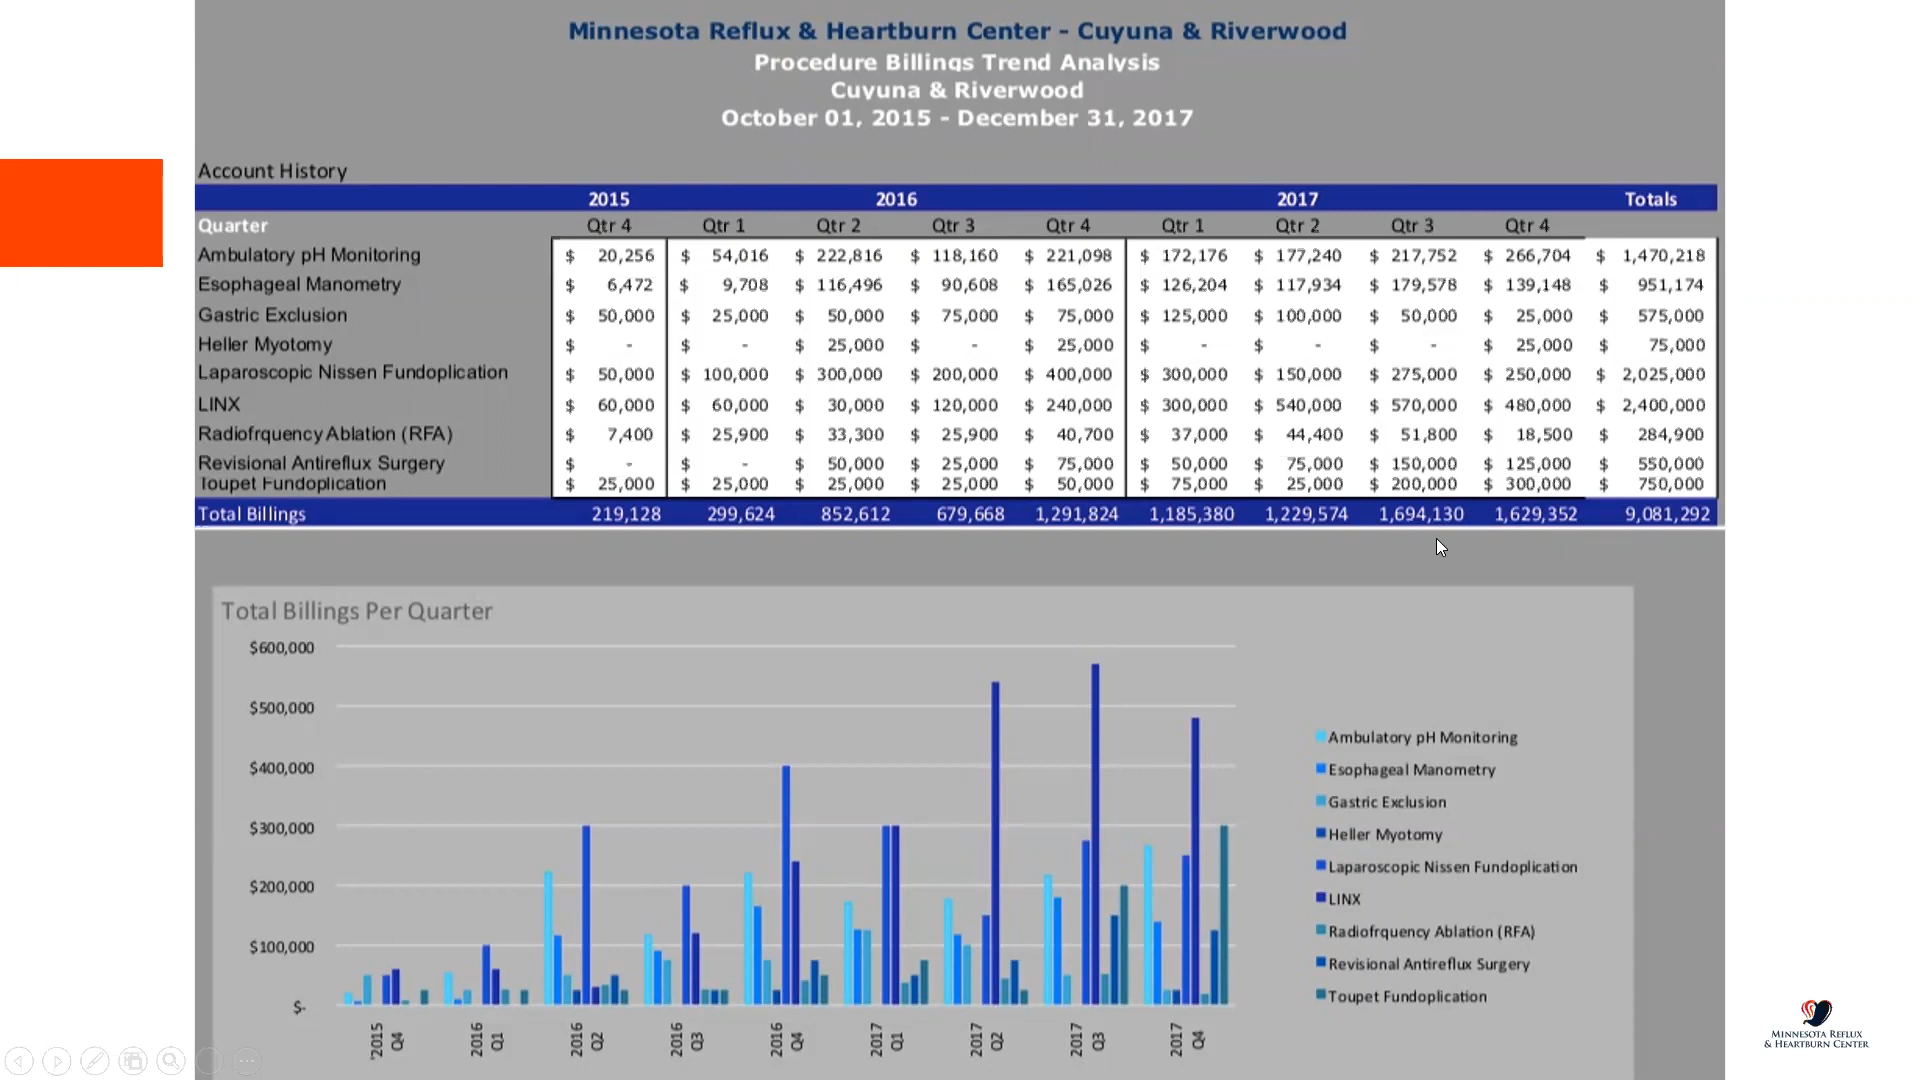 Minnesota Reflux & Heartburn Center - Cuyuna & Riverwood
Procedure Billings Trend Analysis
Cuyuna & Riverwood
October 01, 2015 - December 31, 2017
Account History
2015 2016 2017 Totals
Quarter Qtr 4 Qtr 1 Qtr 2 Qtr 3 Qtr 4 Qtr 1 Qtr 2 Qtr 3 Qtr 4
Ambulatory pH Monitoring $ 20,256 $ 54,016 $ 222,816 $ 118,160 $ 221,098 $ 172,176 $ 177,240 $ 217,752 $ 266,704 $ 1,470,218
Esophageal Manometry $ 6,472 $ 9,708 $ 116,496 $ 90,608 $ 165,026 $ 126,204 $ 117,934 $ 179,578 $ 139,148 $ 951,174
Gastric Exclusion $ 50,000 $ 25,000 $ 50,000 $ 75,000 $ 75,000 $ 125,000 $ 100,000 $ 50,000 $ 25,000 $ 575,000
Heller Myotomy $ - $ - $ 25,000 $ - $ 25,000 $ - $ - $ - $ 25,000 $ 75,000
Laparoscopic Nissen Fundoplication $ 50,000 $ 100,000 $ 300,000 $ 200,000 $ 400,000 $ 300,000 $ 150,000 $ 275,000 $ 250,000 $ 2,025,000
LINX $ 60,000 $ 60,000 $ 30,000 $ 120,000 $ 240,000 $ 300,000 $ 540,000 $ 570,000 $ 480,000 $ 2,400,000
Radiofrquency Ablation (RFA) $ 7,400 $ 25,900 $ 33,300 $ 25,900 $ 40,700 $ 37,000 $ 44,400 $ 51,800 $ 18,500 $ 284,900
Revisional Antireflux Surgery $ - $ - $ 50,000 $ 25,000 $ 75,000 $ 50,000 $ 75,000 $ 150,000 $ 125,000 $ 550,000
Toupet Fundoplication $ 25,000 $ 25,000 $ 25,000 $ 25,000 $ 50,000 $ 75,000 $ 25,000 $ 200,000 $ 300,000 $ 750,000
Total Billings 219,128 299,624 852,612 679,668 1,291,824 1,185,380 1,229,574 1,694,130 1,629,352 9,081,292
Total Billings Per Quarter
$600,000
$500,000
$400,000
$300,000
$200,000
$100,000
$-
'2015 Q4
2016 Q1
2016 Q2
2016 Q3
2016 Q4
2017 Q1
2017 Q2
2017 Q3
2017 Q4
Ambulatory pH Monitoring
Esophageal Manometry
Gastric Exclusion
Heller Myotomy
Laparoscopic Nissen Fundoplication
LINX
Radiofrquency Ablation (RFA)
Revisional Antireflux Surgery
Toupet Fundoplication
MINNESOTA REFLUX
& HEARTBURN CENTER